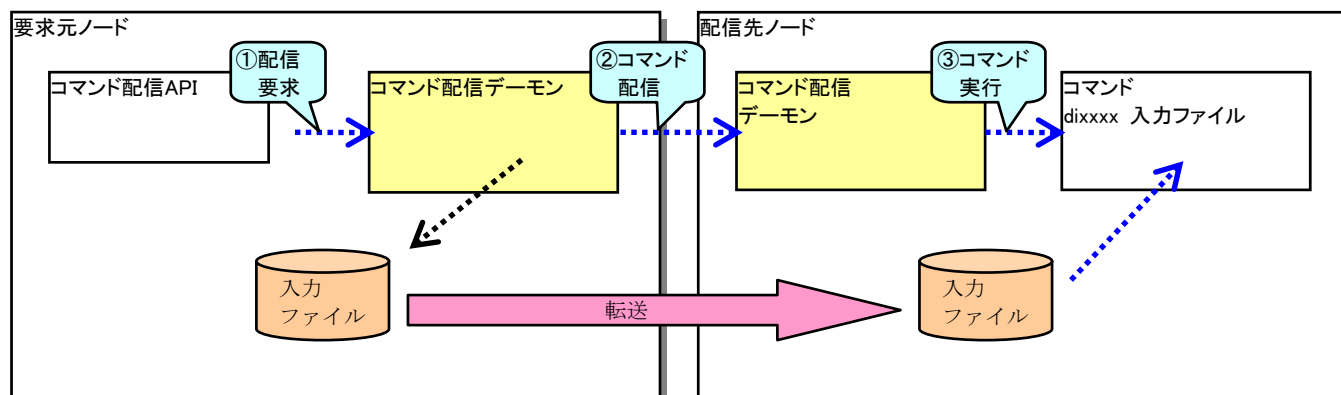 要求元ノード
配信先ノード
①配信
要求
②コマンド
配信
③コマンド
実行
コマンド配信API
コマンド配信デーモン
コマンド配信
デーモン
コマンド
dixxxx 入力ファイル
入力
ファイル
転送
入力
ファイル